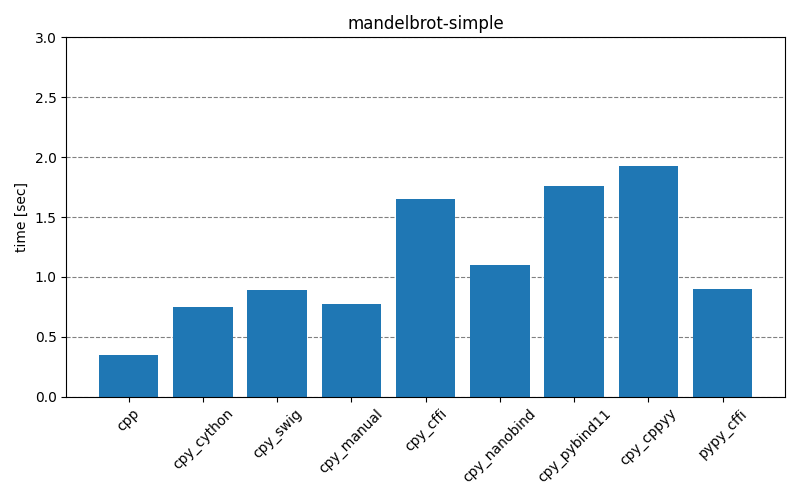 mandelbrot-simple
3.0
2.5
2.0
1.5
1.0
0.5
0.0
time [sec]
cpp
cpy_cython
cpy_swig
cpy_manual
cpy_cffi
cpy_nanobind
cpy_pybind11
cpy_cppyy
pypy_cffi